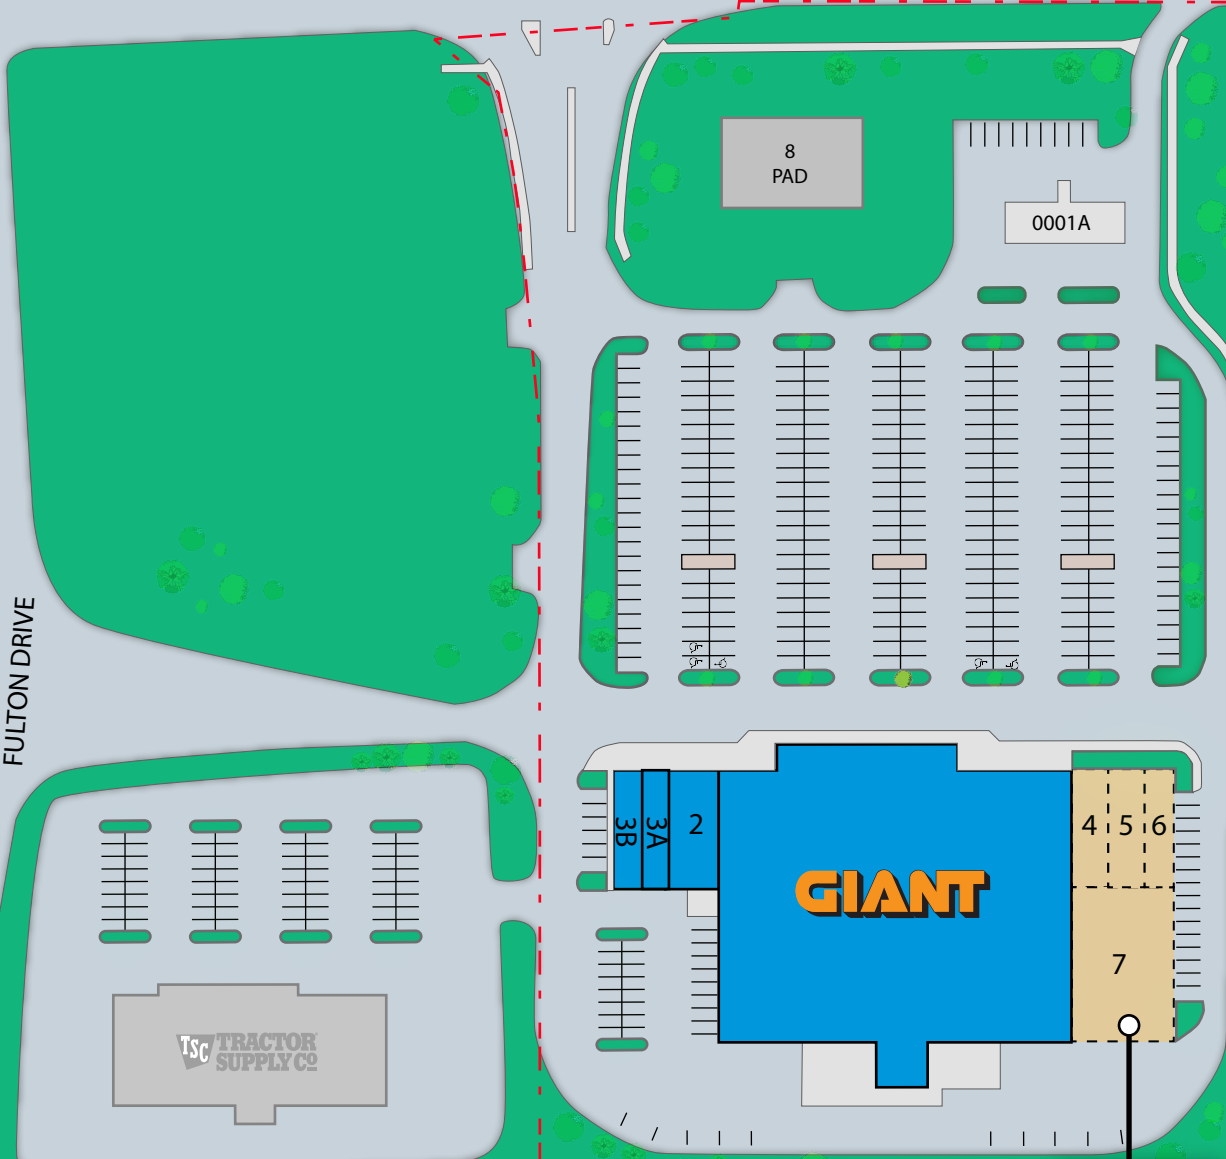 8
PAD
0001A
FULTON DRIVE
3B
3A
2
4
5
6
GIANT
7
TSC
TRACTOR
SUPPLY CO